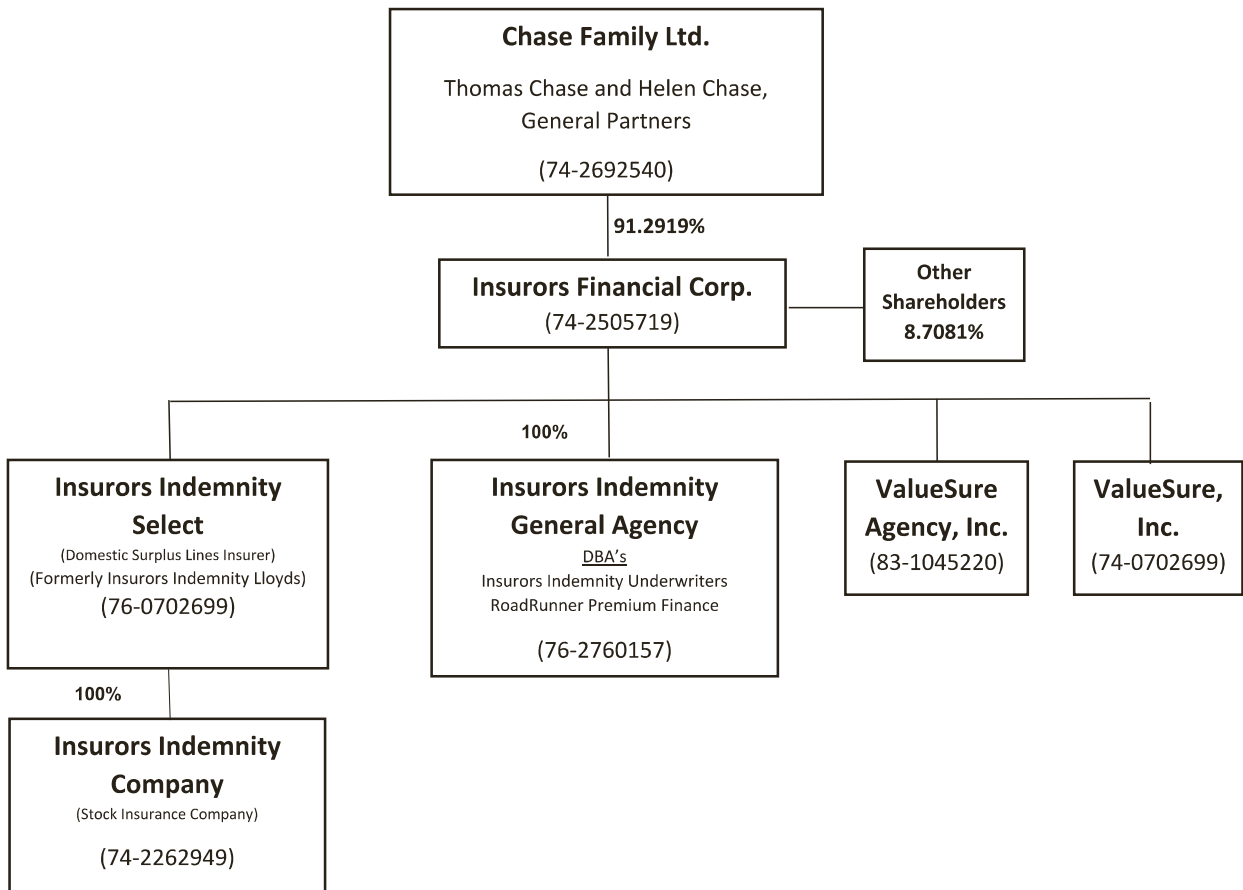 Chase Family Ltd.
Thomas Chase and Helen Chase,
General Partners
(74-2692540)
91.2919%
Insurors Financial Corp.
(74-2505719)
Other
Shareholders
8.7081%
100%
Insurors Indemnity
Select
(Domestic Surplus Lines Insurer)
(Formerly Insurors Indemnity Lloyds)
(76-0702699)
Insurors Indemnity
General Agency
DBA's
Insurors Indemnity Underwriters
RoadRunner Premium Finance
(76-2760157)
ValueSure
Agency, Inc.
(83-1045220)
ValueSure,
Inc.
(74-0702699)
100%
Insurors Indemnity
Company
(Stock Insurance Company)
(74-2262949)